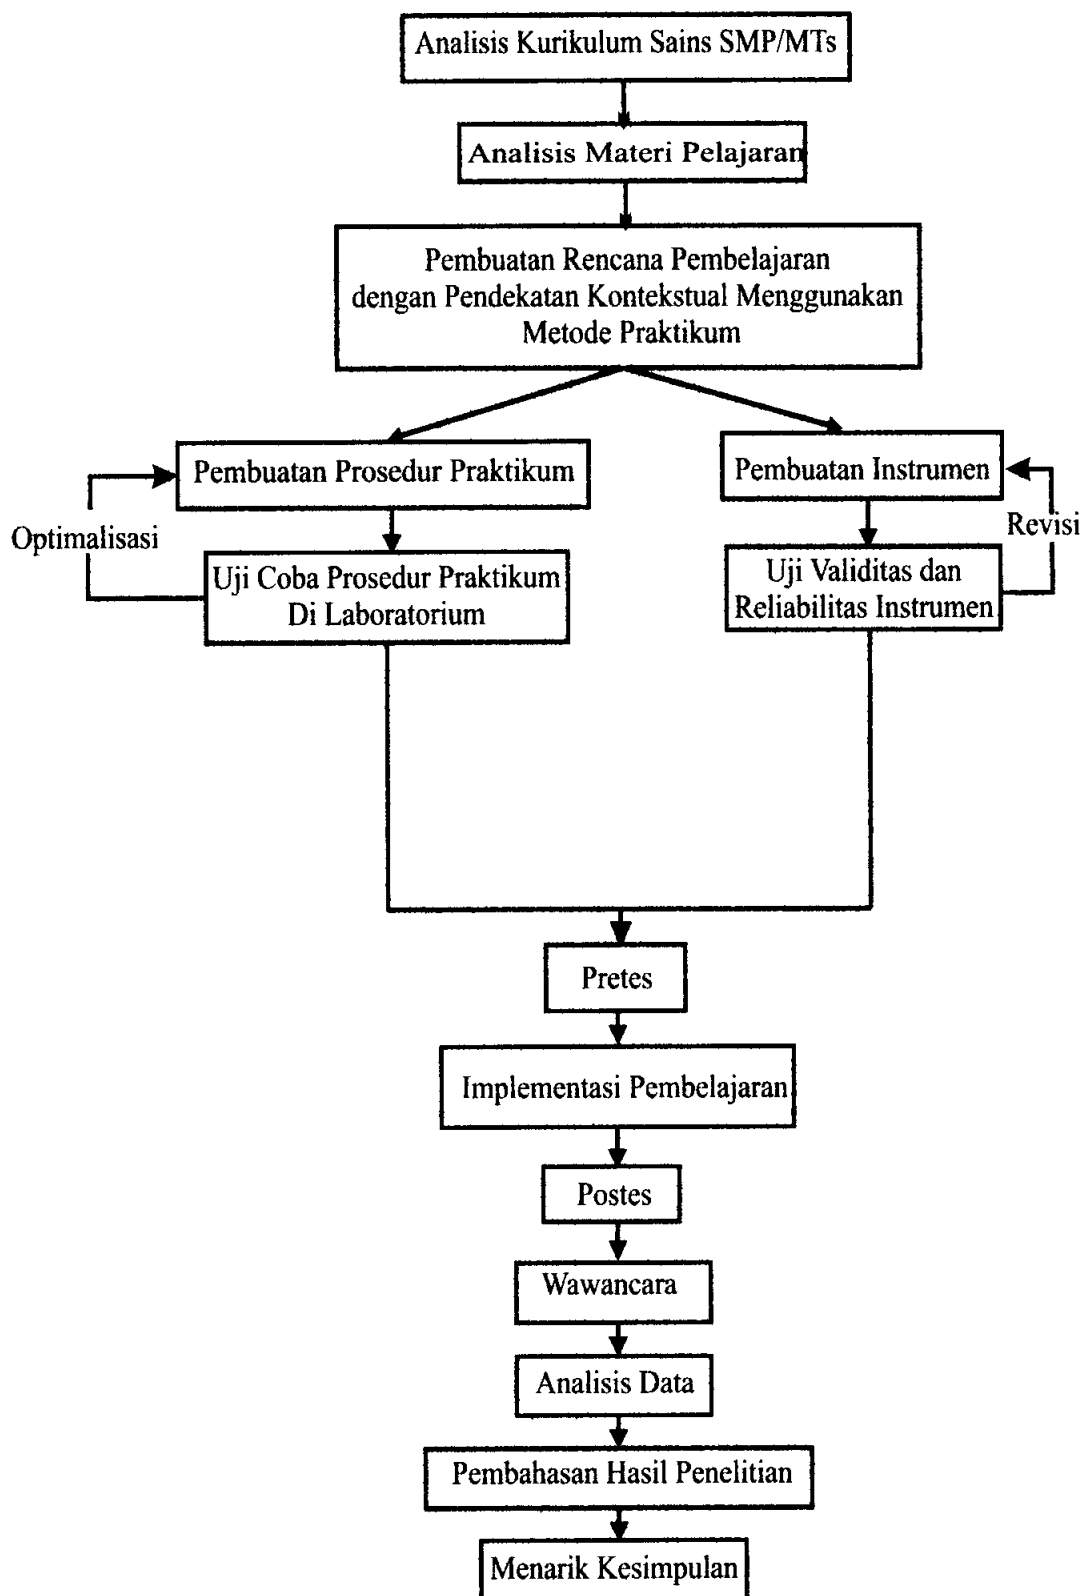 Analisis Kurikulum Sains SMP/MTs
Analisis Materi Pelajaran
Pembuatan Rencana Pembelajaran
dengan Pendekatan Kontekstual Menggunakan
Metode Praktikum
Pembuatan Prosedur Praktikum
Pembuatan Instrumen
Optimalisasi
Revisi
Uji Coba Prosedur Praktikum
Di Laboratorium
Uji Validitas dan
Reliabilitas Instrumen
Pretes
Implementasi Pembelajaran
Postes
Wawancara
Analisis Data
Pembahasan Hasil Penelitian
Menarik Kesimpulan